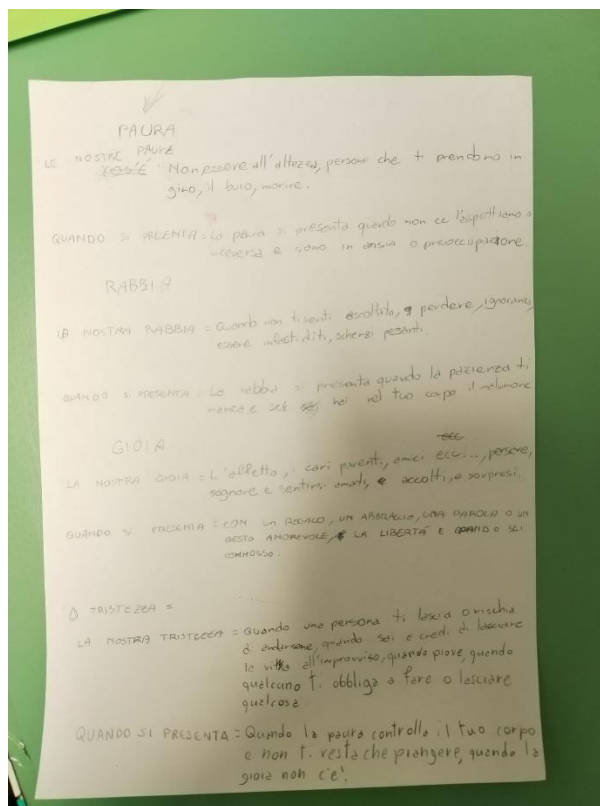 PAURA
LE NOSTRE PAURE
Non essere all'altezza, persone che ti prendono in
giro, il buio, morire.
QUANDO SI PRESENTA = La paura si presenta quando non ce l'aspettiamo o
viceversa e siamo in ansia o preoccupazione.
RABBIA
LA NOSTRA RABBIA = Quando non ti senti ascoltato, perdere, ignoranza,
essere infastiditi, scherzi pesanti.
QUANDO SI PRESENTA = La rabbia si presenta quando la pazienza ti
manca e hai nel tuo corpo il malumore
GIOIA
LA NOSTRA GIOIA = L'affetto, i cari parenti, amici ecc..., persone,
sognare e sentirsi amati, accolti, e sorpresi.
QUANDO SI PRESENTA = CON UN REGALO, UN ABBRACCIO, UNA PAROLA O UN
GESTO AMOREVOLE, LA LIBERTÀ E QUANDO SEI
COMMOSSO.
TRISTEZZA =
LA NOSTRA TRISTEZZA = Quando una persona ti lascia o rischia
di andarsene, quando sai e credi di lasciare
la vita all'improvviso, quando piove, quando
qualcuno ti obbliga a fare o lasciare
qualcosa.
QUANDO SI PRESENTA = Quando la paura controlla il tuo corpo
e non ti resta che piangere, quando la
gioia non c'è!